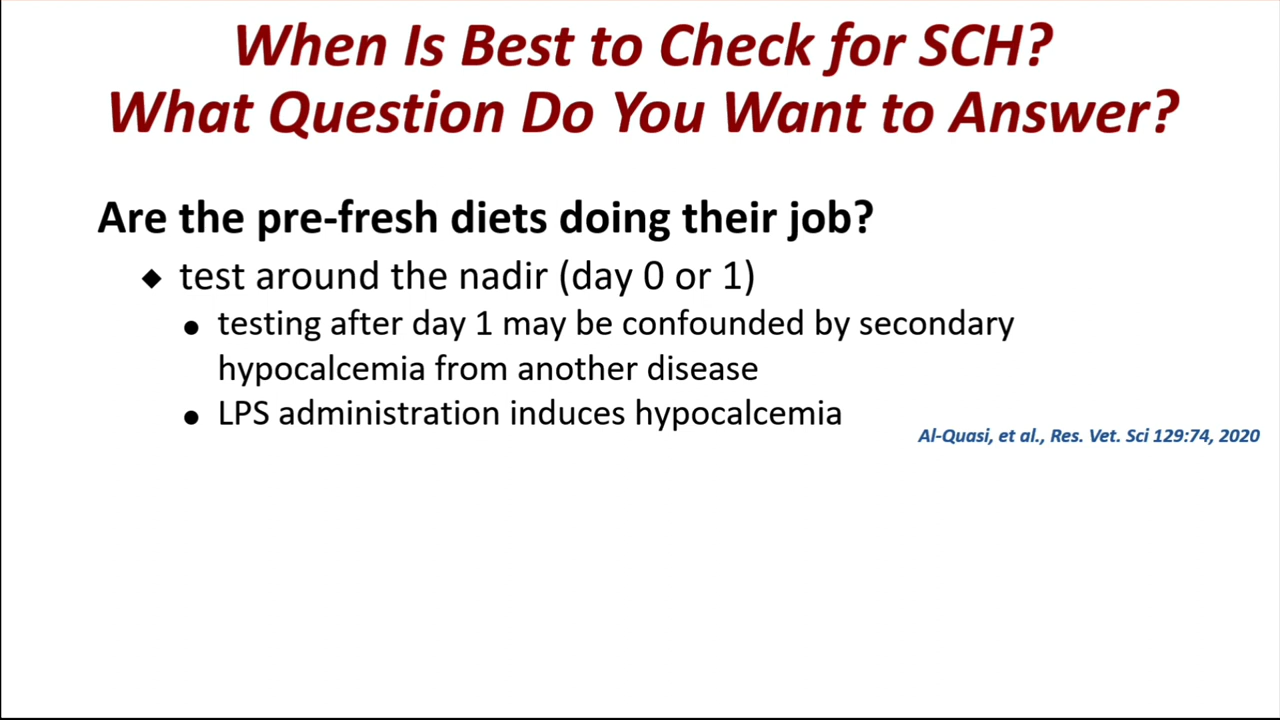 When Is Best to Check for SCH?
What Question Do You Want to Answer?
Are the pre-fresh diets doing their job?
◆ test around the nadir (day 0 or 1)
● testing after day 1 may be confounded by secondary
hypocalcemia from another disease
● LPS administration induces hypocalcemia
Al-Quasi, et al., Res. Vet. Sci 129:74, 2020